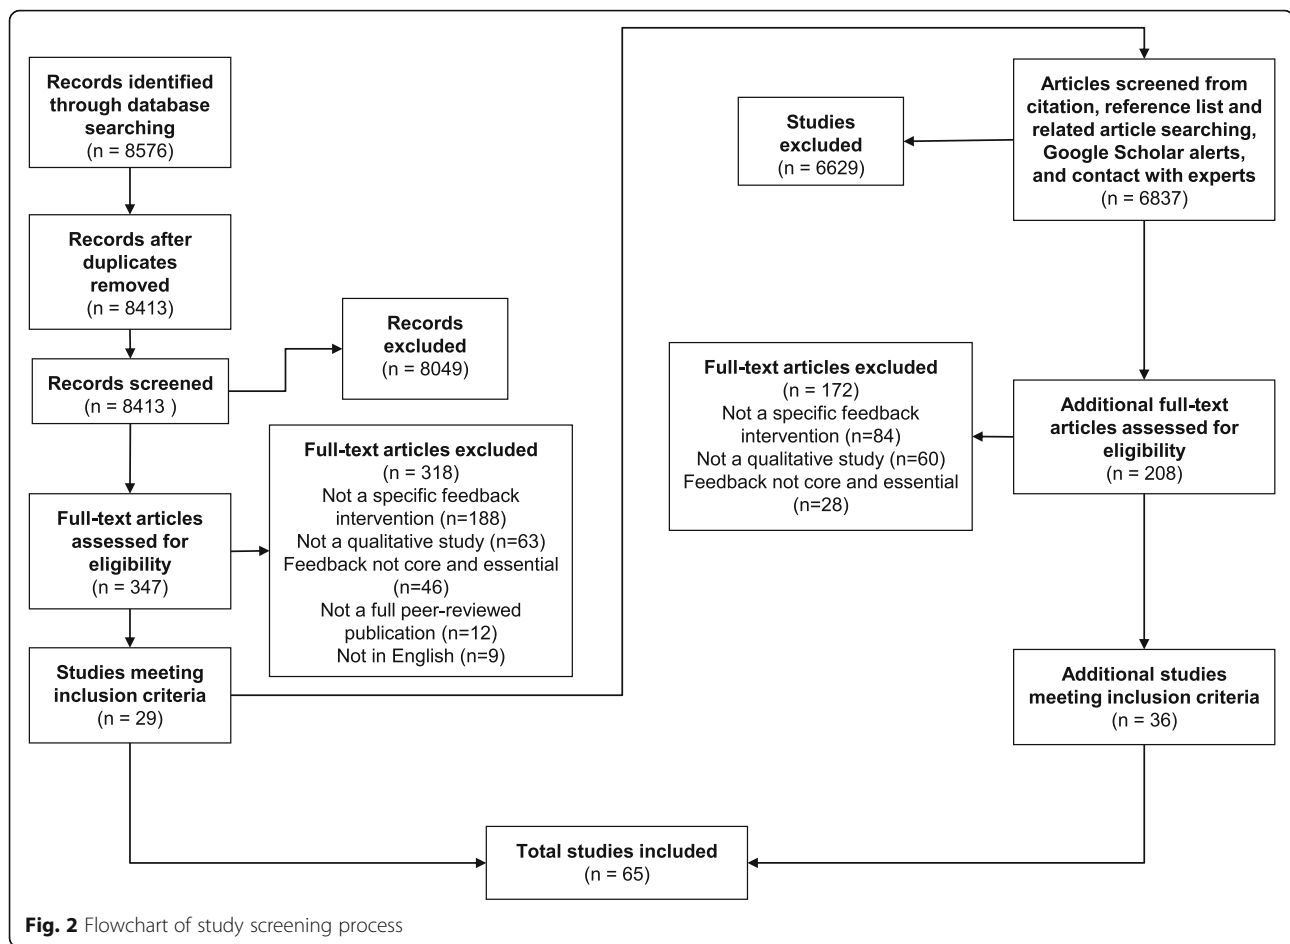 Records identified
through database
searching
(n = 8576)
Records after
duplicates
removed
(n = 8413)
Records screened
(n = 8413 )
Records
excluded
(n = 8049)
Full-text articles
assessed for
eligibility
(n = 347)
Full-text articles excluded
(n = 318)
Not a specific feedback
intervention (n=188)
Not a qualitative study (n=63)
Feedback not core and essential
(n=46)
Not a full peer-reviewed
publication (n=12)
Not in English (n=9)
Studies meeting
inclusion criteria
(n = 29)
Articles screened from
citation, reference list and
related article searching,
Google Scholar alerts,
and contact with experts
(n = 6837)
Studies
excluded
(n = 6629)
Additional full-text
articles assessed for
eligibility
(n = 208)
Full-text articles excluded
(n = 172)
Not a specific feedback
intervention (n=84)
Not a qualitative study (n=60)
Feedback not core and essential
(n=28)
Additional studies
meeting inclusion criteria
(n = 36)
Total studies included
(n = 65)
Fig. 2 Flowchart of study screening process